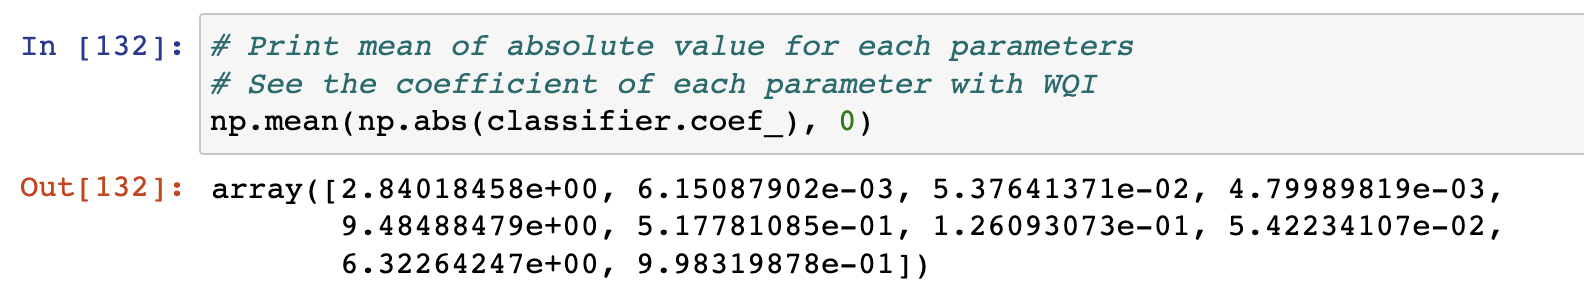 In [132]: # Print mean of absolute value for each parameters
# See the coefficient of each parameter with WQI
np.mean(np.abs(classifier.coef_), 0)
Out[132]: array([2.84018458e+00, 6.15087902e-03, 5.37641371e-02, 4.79989819e-03,
9.48488479e+00, 5.17781085e-01, 1.26093073e-01, 5.42234107e-02,
6.32264247e+00, 9.98319878e-01])